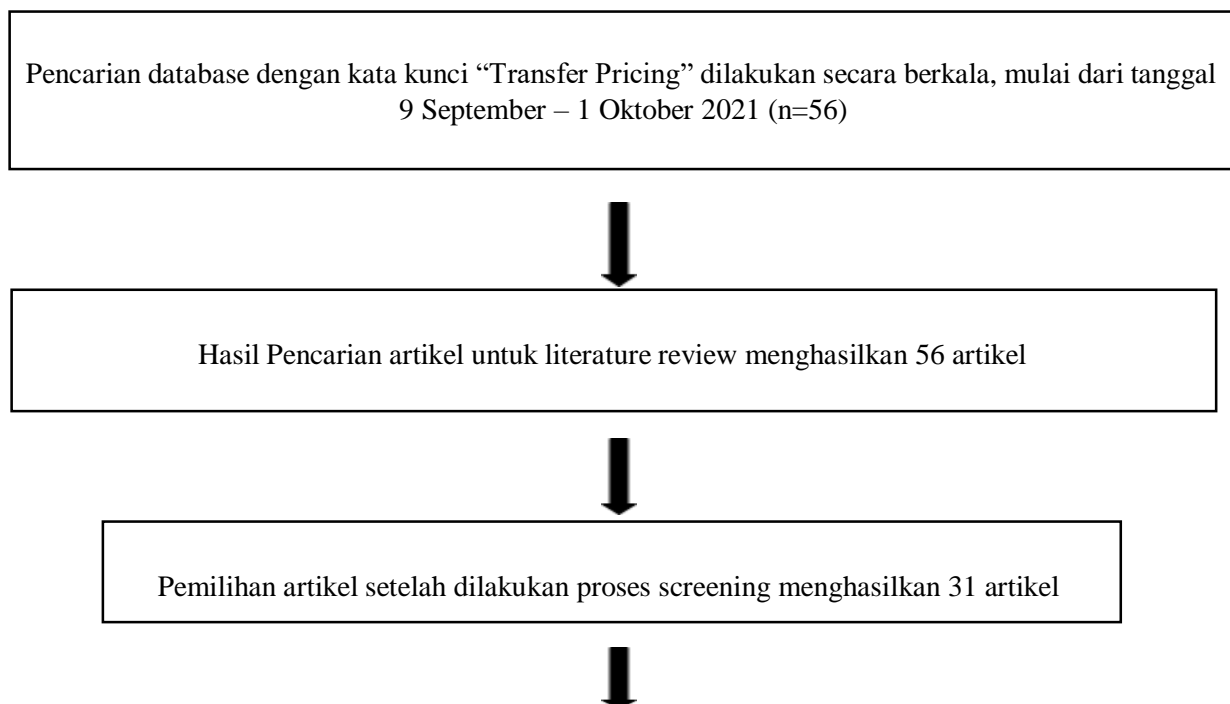 Pencarian database dengan kata kunci “Transfer Pricing” dilakukan secara berkala, mulai dari tanggal
9 September – 1 Oktober 2021 (n=56)
Hasil Pencarian artikel untuk literature review menghasilkan 56 artikel
Pemilihan artikel setelah dilakukan proses screening menghasilkan 31 artikel